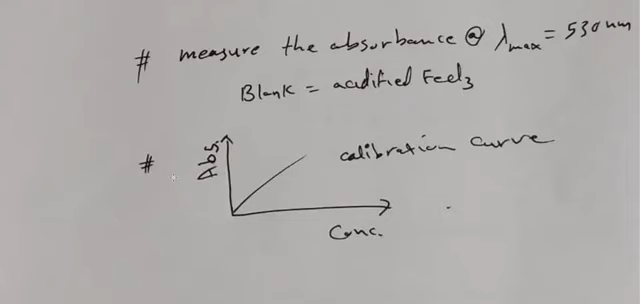 # measure the absorbance @ λmax = 530 nm
Blank = acidified FeCl3
# Abs. calibration curve
Conc.